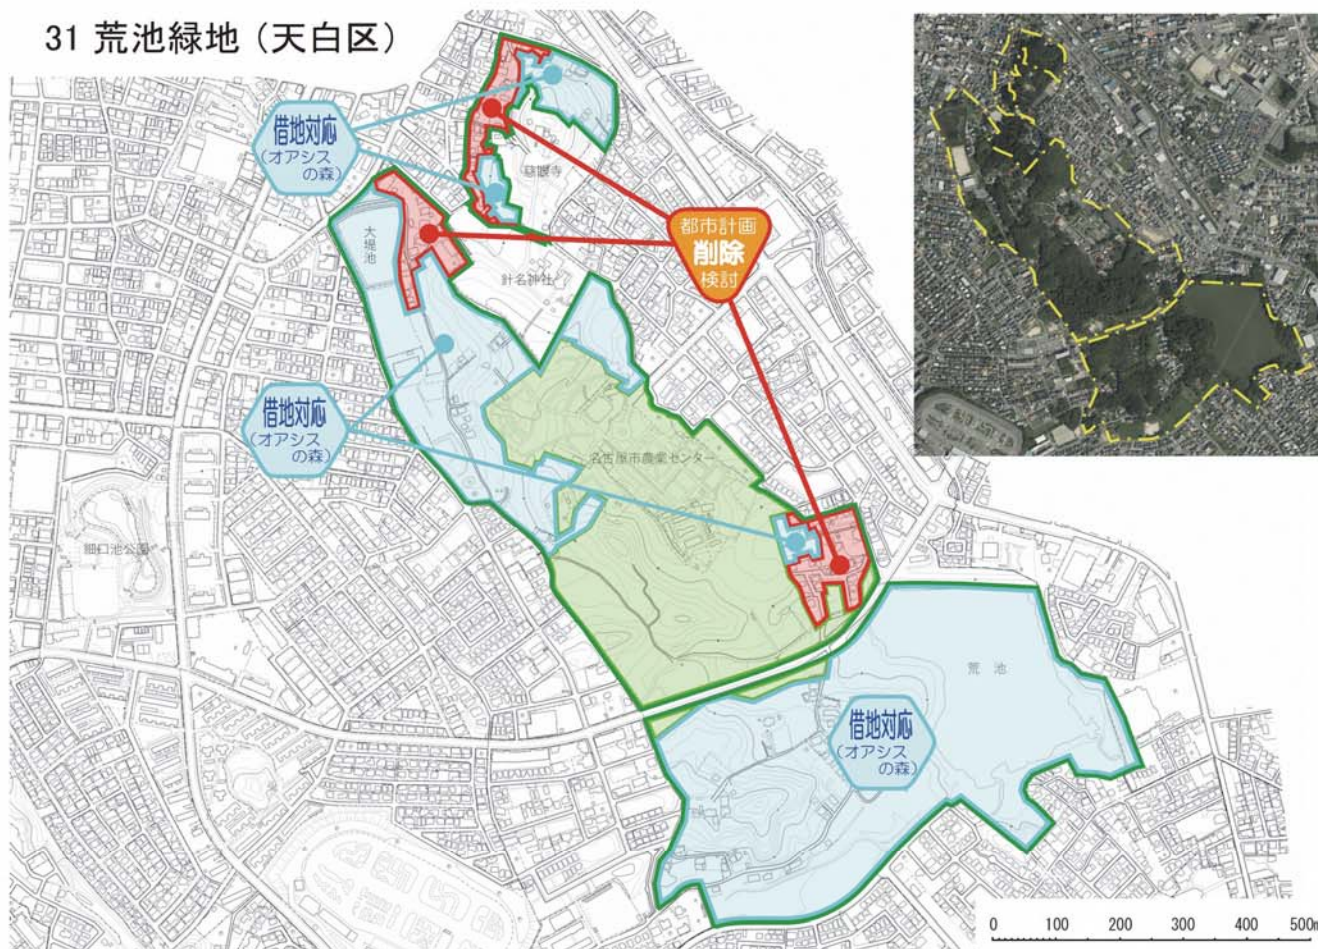 31 荒池緑地（天白区）
借地対応
（オアシス
の森）
慈眼寺
都市計画
削除
検討
大堤池
針名神社
借地対応
（オアシス
の森）
名古屋市農業センター
細口池公園
荒 池
借地対応
（オアシス
の森）
0 100 200 300 400 500m